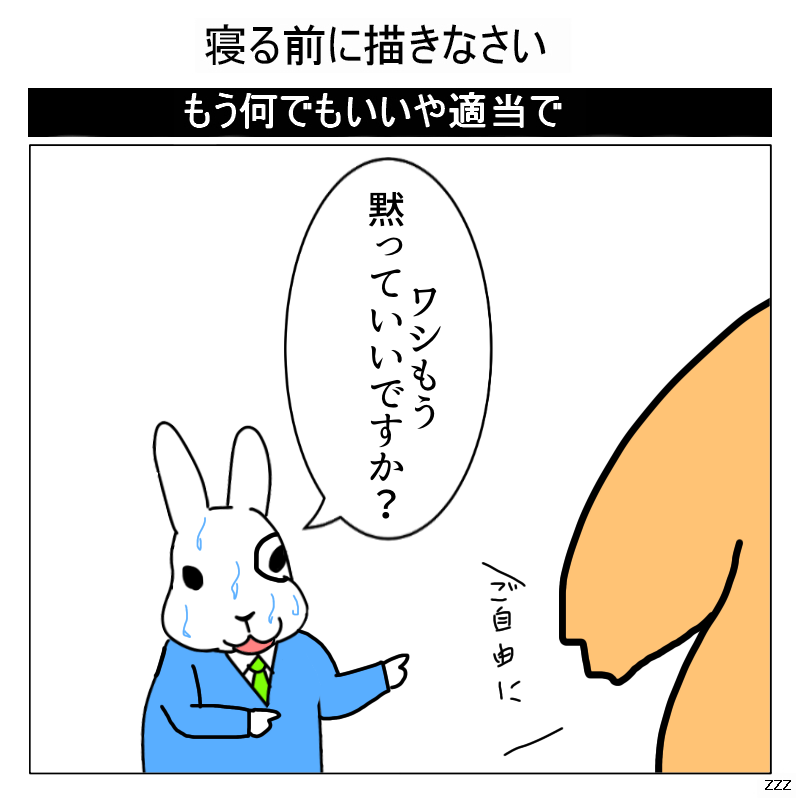 寝る前に描きなさい
もう何でもいいや適当で
ワシもう
黙っていいですか？
ご自由に
zzz